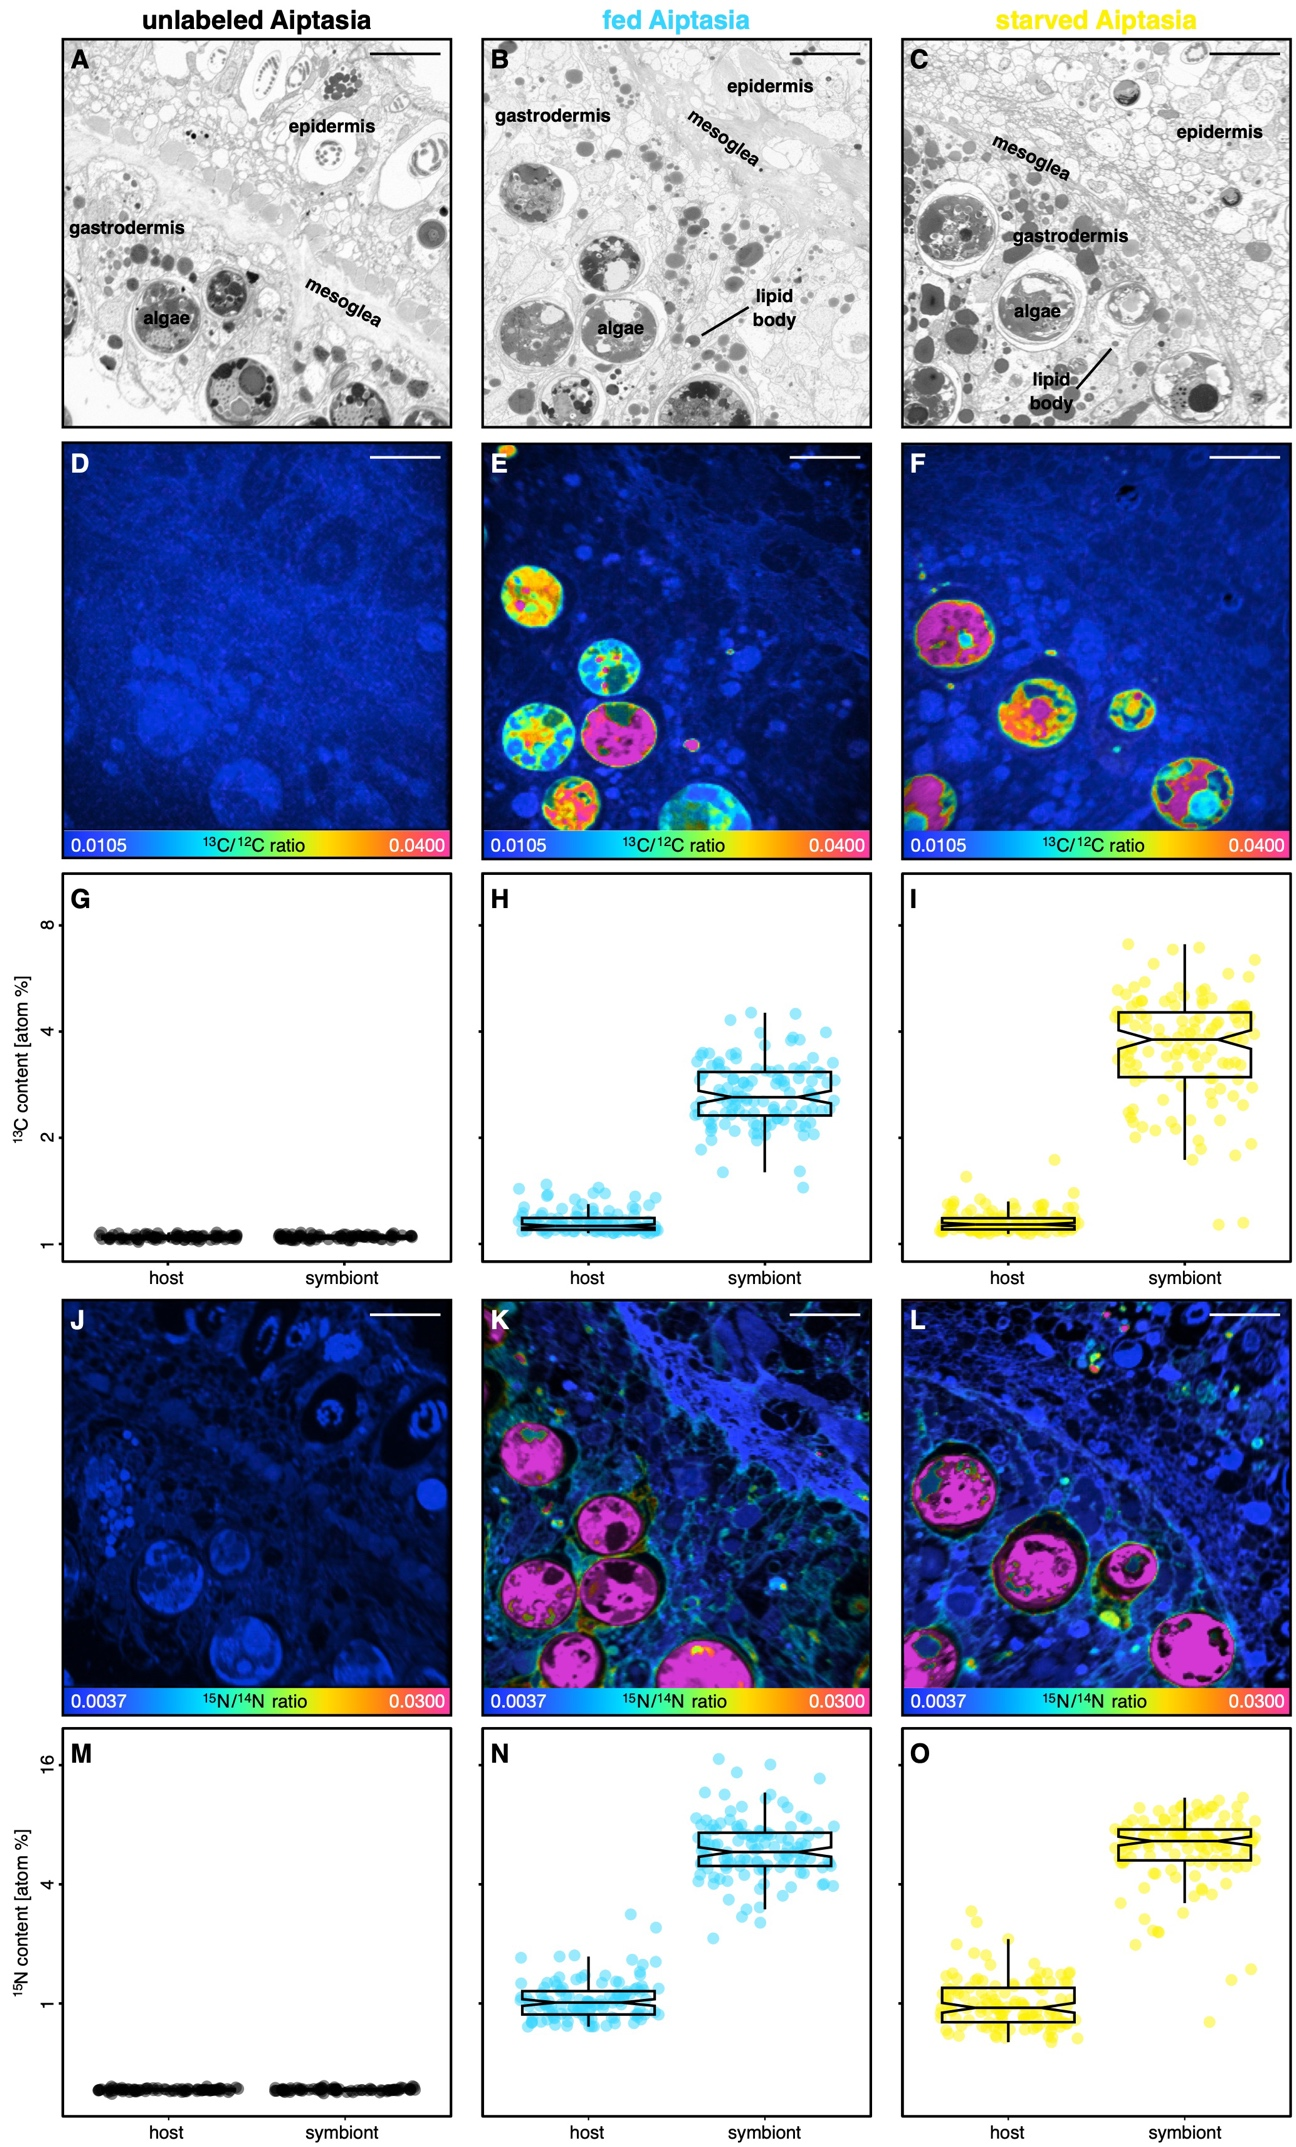 unlabeled Aiptasia
fed Aiptasia
starved Aiptasia
A
epidermis
gastrodermis
mesoglea
algae
B
epidermis
gastrodermis
mesoglea
lipid
body
algae
C
epidermis
mesoglea
gastrodermis
algae
lipid
body
D
0.0105 ¹³C/¹²C ratio 0.0400
E
0.0105 ¹³C/¹²C ratio 0.0400
F
0.0105 ¹³C/¹²C ratio 0.0400
¹³C content [atom %]
8
4
2
1
G
host symbiont
H
host symbiont
I
host symbiont
J
0.0037 ¹⁵N/¹⁴N ratio 0.0300
K
0.0037 ¹⁵N/¹⁴N ratio 0.0300
L
0.0037 ¹⁵N/¹⁴N ratio 0.0300
¹⁵N content [atom %]
16
4
1
M
host symbiont
N
host symbiont
O
host symbiont